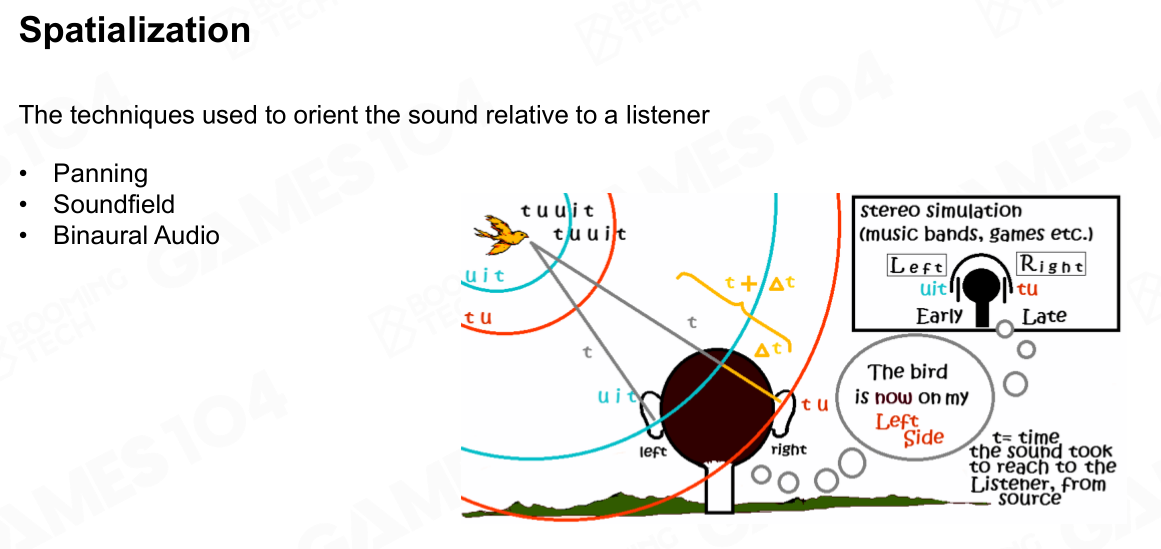 Spatialization
The techniques used to orient the sound relative to a listener
• Panning
• Soundfield
• Binaural Audio
tuuit
tuuit
uit
tu
t + Δt
t
Δt
t
uit
tu
left
right
stereo simulation
(music bands, games etc.)
Left
Right
uit
tu
Early
Late
The bird
is now on my
Left
Side
t= time
the sound took
to reach to the
Listener, from
source
BOOMING TECH
GAMES104